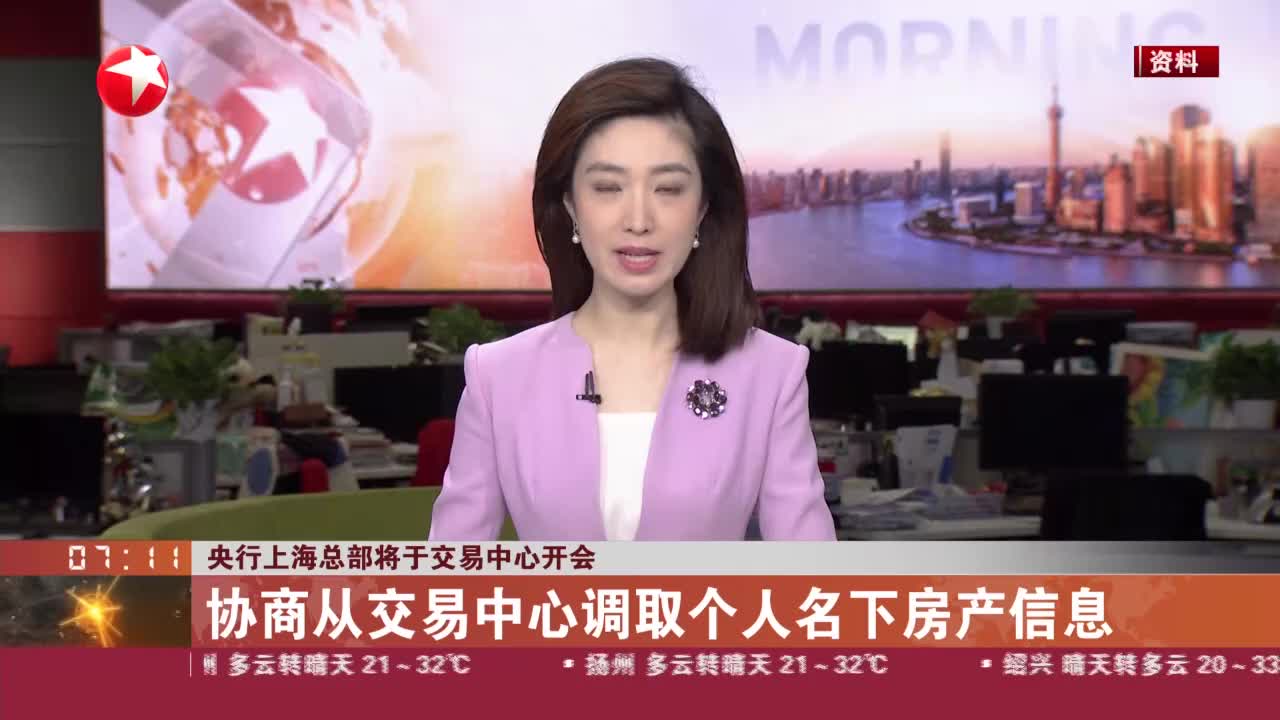 MORNING
资料
07:11
央行上海总部将于交易中心开会
协商从交易中心调取个人名下房产信息
州 多云转晴天 21~32℃ ▪ 扬州 多云转晴天 21~32℃ ▪ 绍兴 晴天转多云 20~33